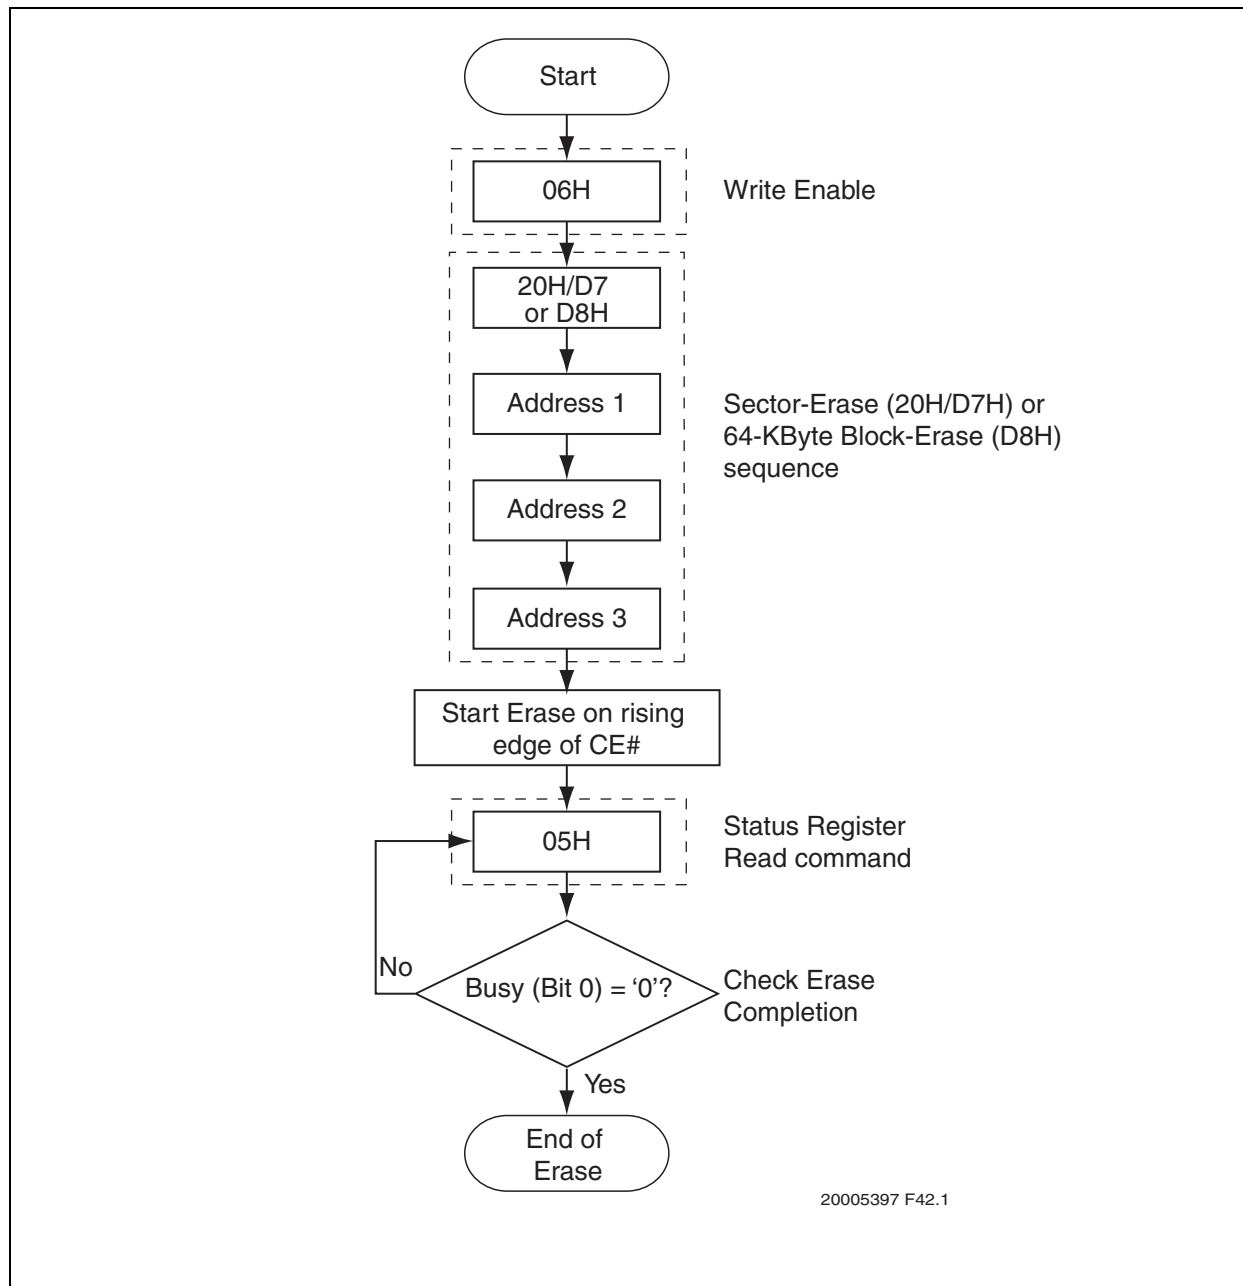 Start
06H
Write Enable
20H/D7
or D8H
Address 1
Sector-Erase (20H/D7H) or
64-KByte Block-Erase (D8H)
sequence
Address 2
Address 3
Start Erase on rising
edge of CE#
05H
Status Register
Read command
No
Busy (Bit 0) = ‘0’?
Check Erase
Completion
Yes
End of
Erase
20005397 F42.1